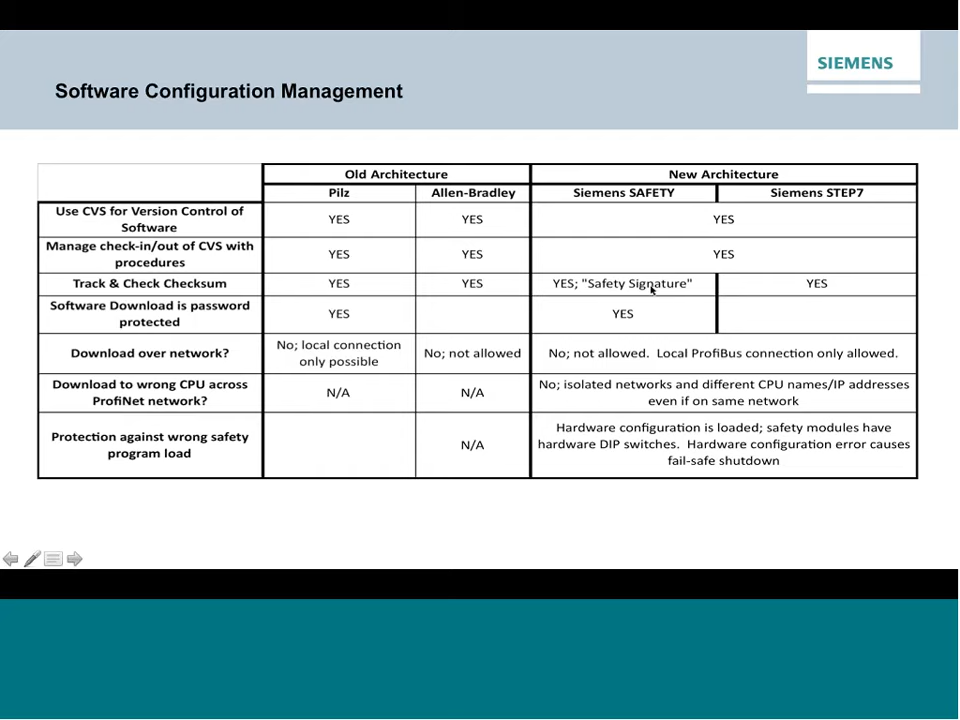 SIEMENS
Software Configuration Management
Old Architecture New Architecture
Pilz Allen-Bradley Siemens SAFETY Siemens STEP7
Use CVS for Version Control of
Software
YES YES YES
Manage check-in/out of CVS with
procedures
YES YES YES
Track & Check Checksum YES YES YES; "Safety Signature" YES
Software Download is password
protected
YES YES
Download over network?
No; local connection
only possible
No; not allowed No; not allowed. Local ProfiBus connection only allowed.
Download to wrong CPU across
ProfiNet network?
N/A N/A
No; isolated networks and different CPU names/IP addresses
even if on same network
Protection against wrong safety
program load
N/A
Hardware configuration is loaded; safety modules have
hardware DIP switches. Hardware configuration error causes
fail-safe shutdown